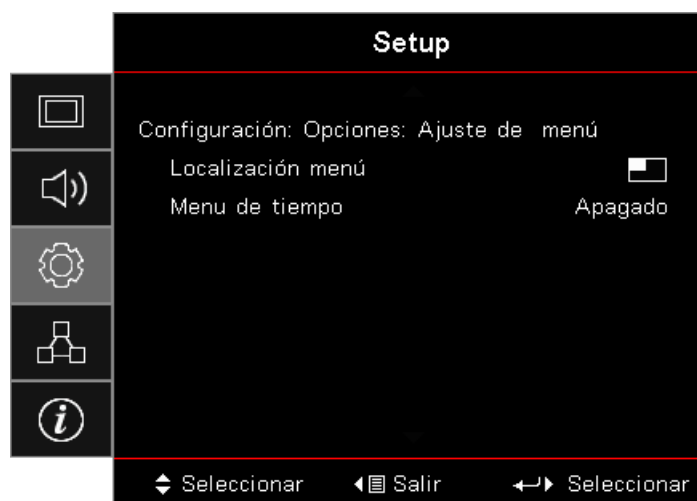 Setup
Configuración: Opciones: Ajuste de menú
Localización menú
Menu de tiempo Apagado
Seleccionar Salir Seleccionar